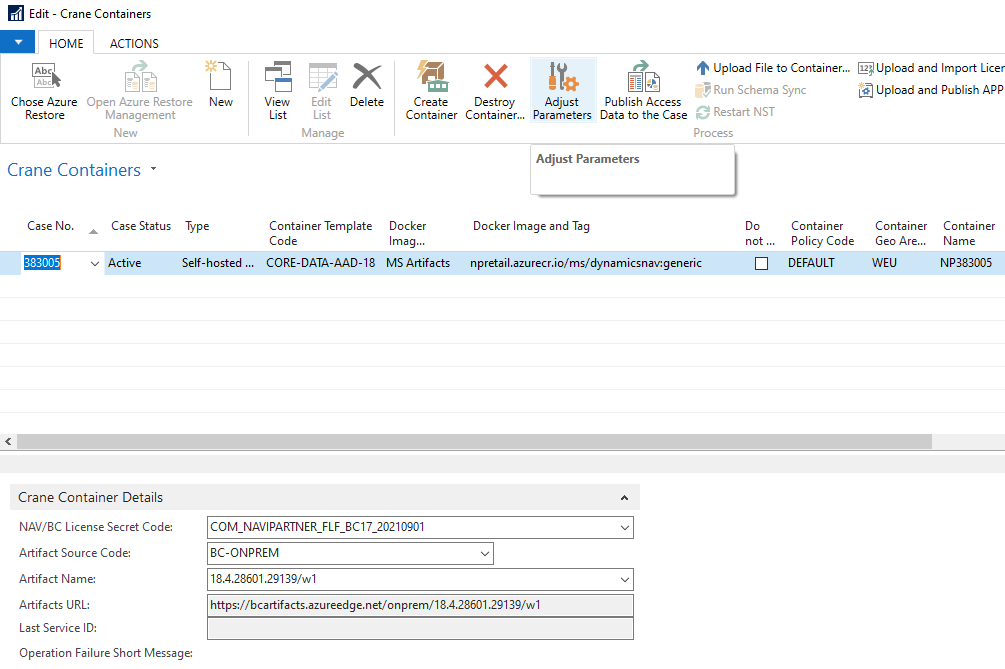 Edit - Crane Containers
HOME ACTIONS
Abc
Abc
Chose Azure Restore
Open Azure Restore Management
New
New
View List
Edit List
Delete
Manage
Create Container
Destroy Container...
Adjust Parameters
Publish Access Data to the Case
Upload File to Container...
Run Schema Sync
Restart NST
123
Upload and Import Licen
Upload and Publish APP
Process
Adjust Parameters
Crane Containers
Case No. Case Status Type Container Template Code Docker Imag... Docker Image and Tag Do not ... Container Policy Code Container Geo Are... Container Name
383005 Active Self-hosted ... CORE-DATA-AAD-18 MS Artifacts npretail.azurecr.io/ms/dynamicsnav:generic DEFAULT WEU NP383005
Crane Container Details
NAV/BC License Secret Code: COM_NAVIPARTNER_FLF_BC17_20210901
Artifact Source Code: BC-ONPREM
Artifact Name: 18.4.28601.29139/w1
Artifacts URL: https://bcartifacts.azureedge.net/onprem/18.4.28601.29139/w1
Last Service ID:
Operation Failure Short Message: